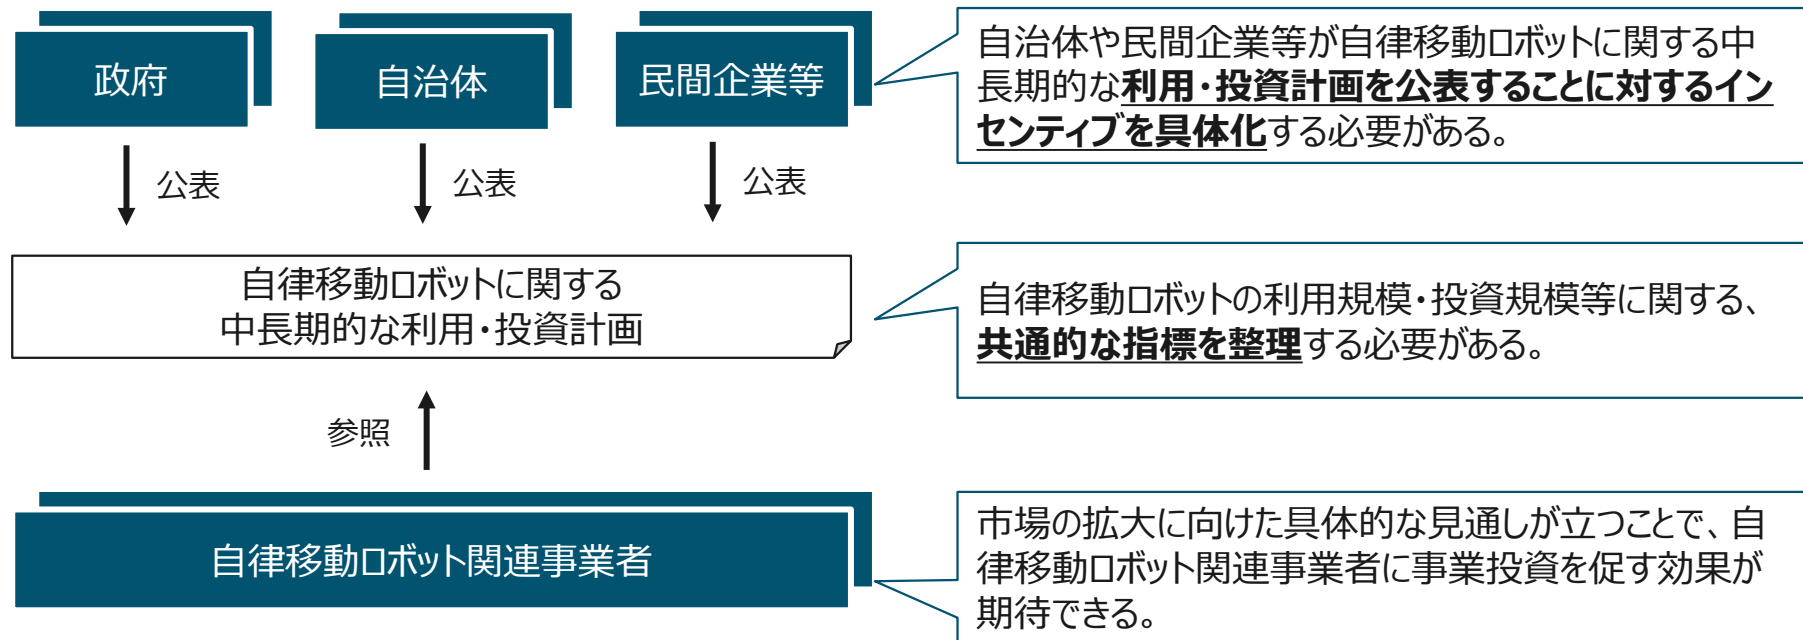 政府
自治体
民間企業等
自治体や民間企業等が自律移動ロボットに関する中
長期的な利用・投資計画を公表することに対するイン
センティブを具体化する必要がある。
公表
公表
公表
自律移動ロボットに関する
中長期的な利用・投資計画
自律移動ロボットの利用規模・投資規模等に関する、
共通的な指標を整理する必要がある。
参照
自律移動ロボット関連事業者
市場の拡大に向けた具体的な見通しが立つことで、自
律移動ロボット関連事業者に事業投資を促す効果が
期待できる。